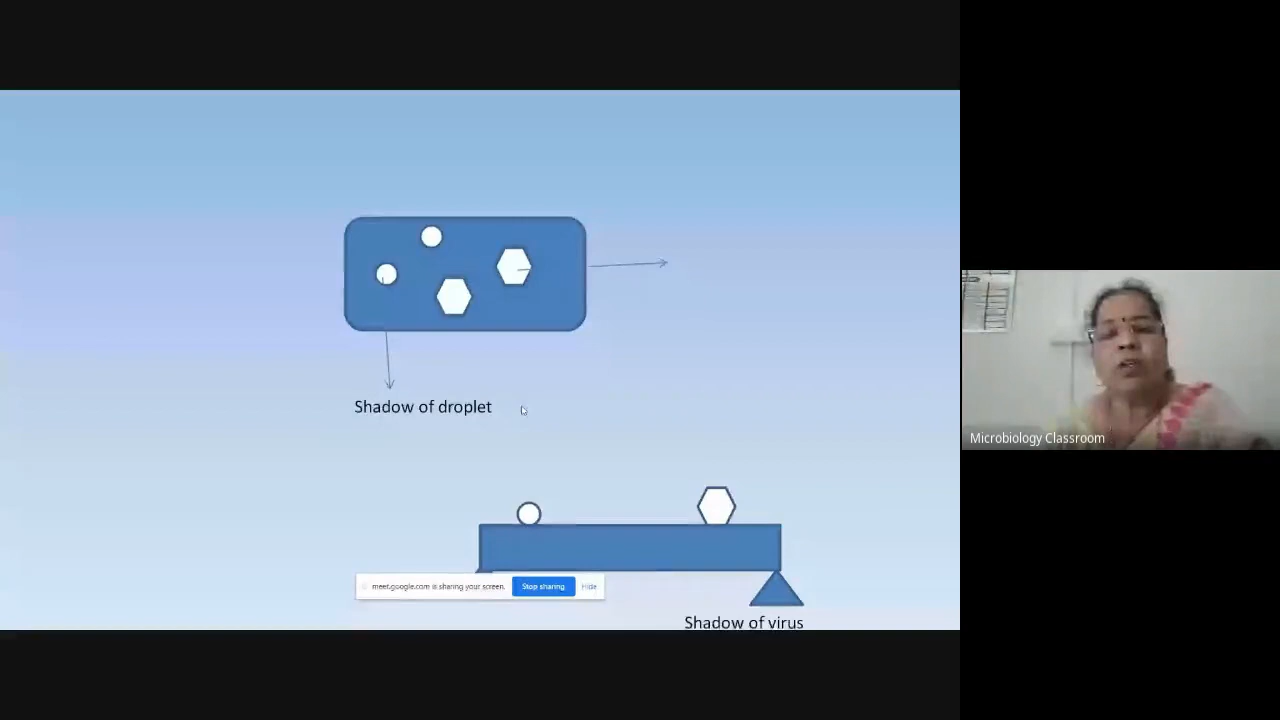 Shadow of droplet
Microbiology Classroom
meet.google.com is sharing your screen.
Stop sharing
Hide
Shadow of virus